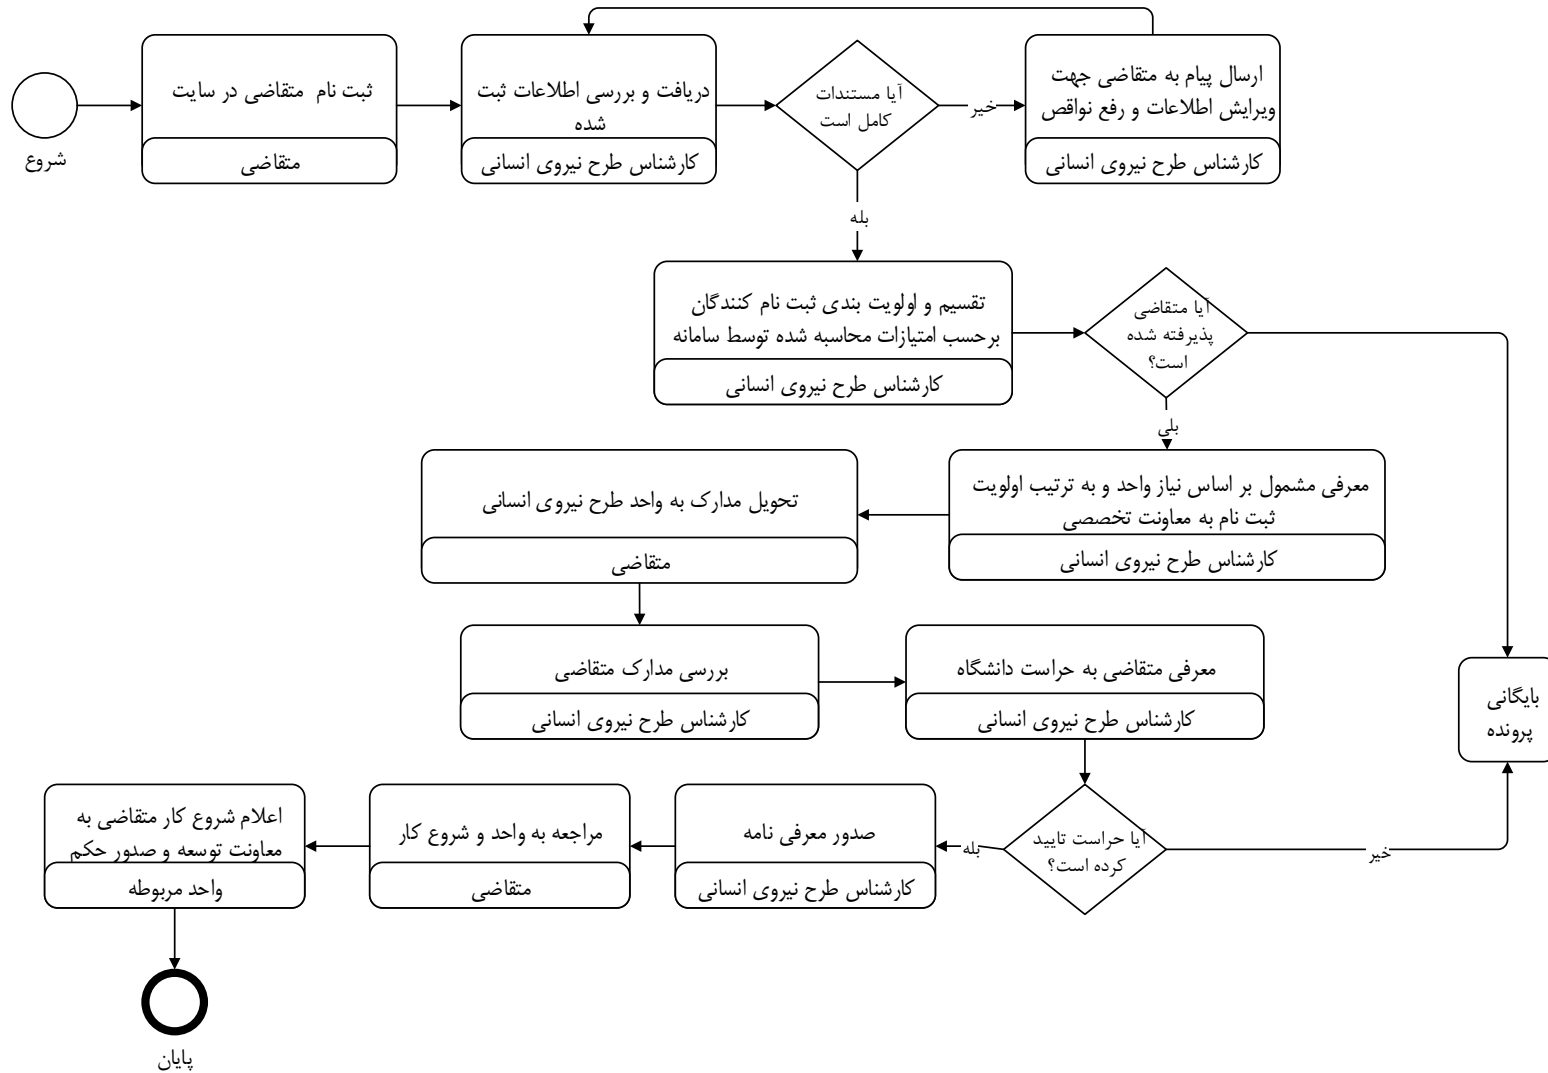 شروع
ثبت نام متقاضی در سایت
متقاضی
دریافت و بررسی اطلاعات ثبت
شده
کارشناس طرح نیروی انسانی
آیا مستندات
کامل است
خیر
ارسال پیام به متقاضی جهت
ویرایش اطلاعات و رفع نواقص
کارشناس طرح نیروی انسانی
بله
تقسیم و اولویت بندی ثبت نام کنندگان
برحسب امتیازات محاسبه شده توسط سامانه
کارشناس طرح نیروی انسانی
آیا متقاضی
پذیرفته شده
است؟
بلی
معرفی مشمول بر اساس نیاز واحد و به ترتیب اولویت
ثبت نام به معاونت تخصصی
کارشناس طرح نیروی انسانی
تحویل مدارک به واحد طرح نیروی انسانی
متقاضی
بررسی مدارک متقاضی
کارشناس طرح نیروی انسانی
معرفی متقاضی به حراست دانشگاه
کارشناس طرح نیروی انسانی
آیا حراست تایید
کرده است؟
خیر
بایگانی
پرونده
بله
صدور معرفی نامه
کارشناس طرح نیروی انسانی
مراجعه به واحد و شروع کار
متقاضی
اعلام شروع کار متقاضی به
معاونت توسعه و صدور حکم
واحد مربوطه
پایان